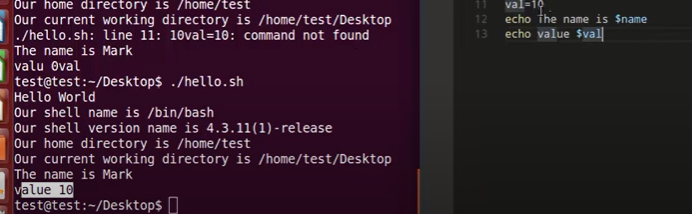 Our home directory is /home/test
Our current working directory is /home/test/Desktop
./hello.sh: line 11: 10val=10: command not found
The name is Mark
valu 0val
test@test:~/Desktop$ ./hello.sh
Hello World
Our shell name is /bin/bash
Our shell version name is 4.3.11(1)-release
Our home directory is /home/test
Our current working directory is /home/test/Desktop
The name is Mark
value 10
test@test:~/Desktop$
11 val=10
12 echo The name is $name
13 echo value $val